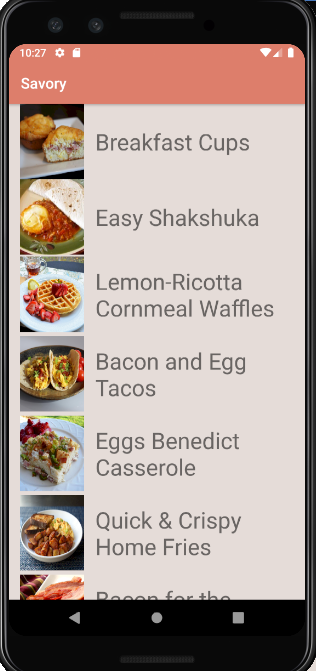 10:27
Savory
Breakfast Cups
Easy Shakshuka
Lemon-Ricotta
Cornmeal Waffles
Bacon and Egg
Tacos
Eggs Benedict
Casserole
Quick & Crispy
Home Fries
Bacon for the